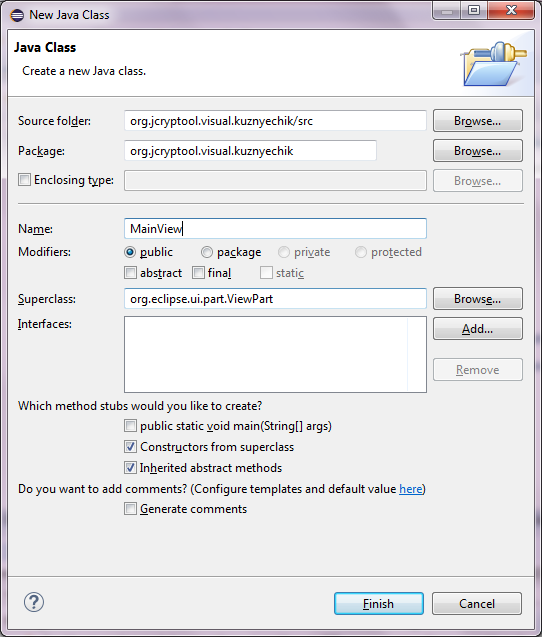 New Java Class
Java Class
Create a new Java class.
Source folder: org.jcryptool.visual.kuznyechik/src Browse...
Package: org.jcryptool.visual.kuznyechik Browse...
Enclosing type: Browse...
Name: MainView
Modifiers: public package private protected
abstract final static
Superclass: org.eclipse.ui.part.ViewPart Browse...
Interfaces: Add...
Remove
Which method stubs would you like to create?
public static void main(String[] args)
Constructors from superclass
Inherited abstract methods
Do you want to add comments? (Configure templates and default value here)
Generate comments
? Finish Cancel